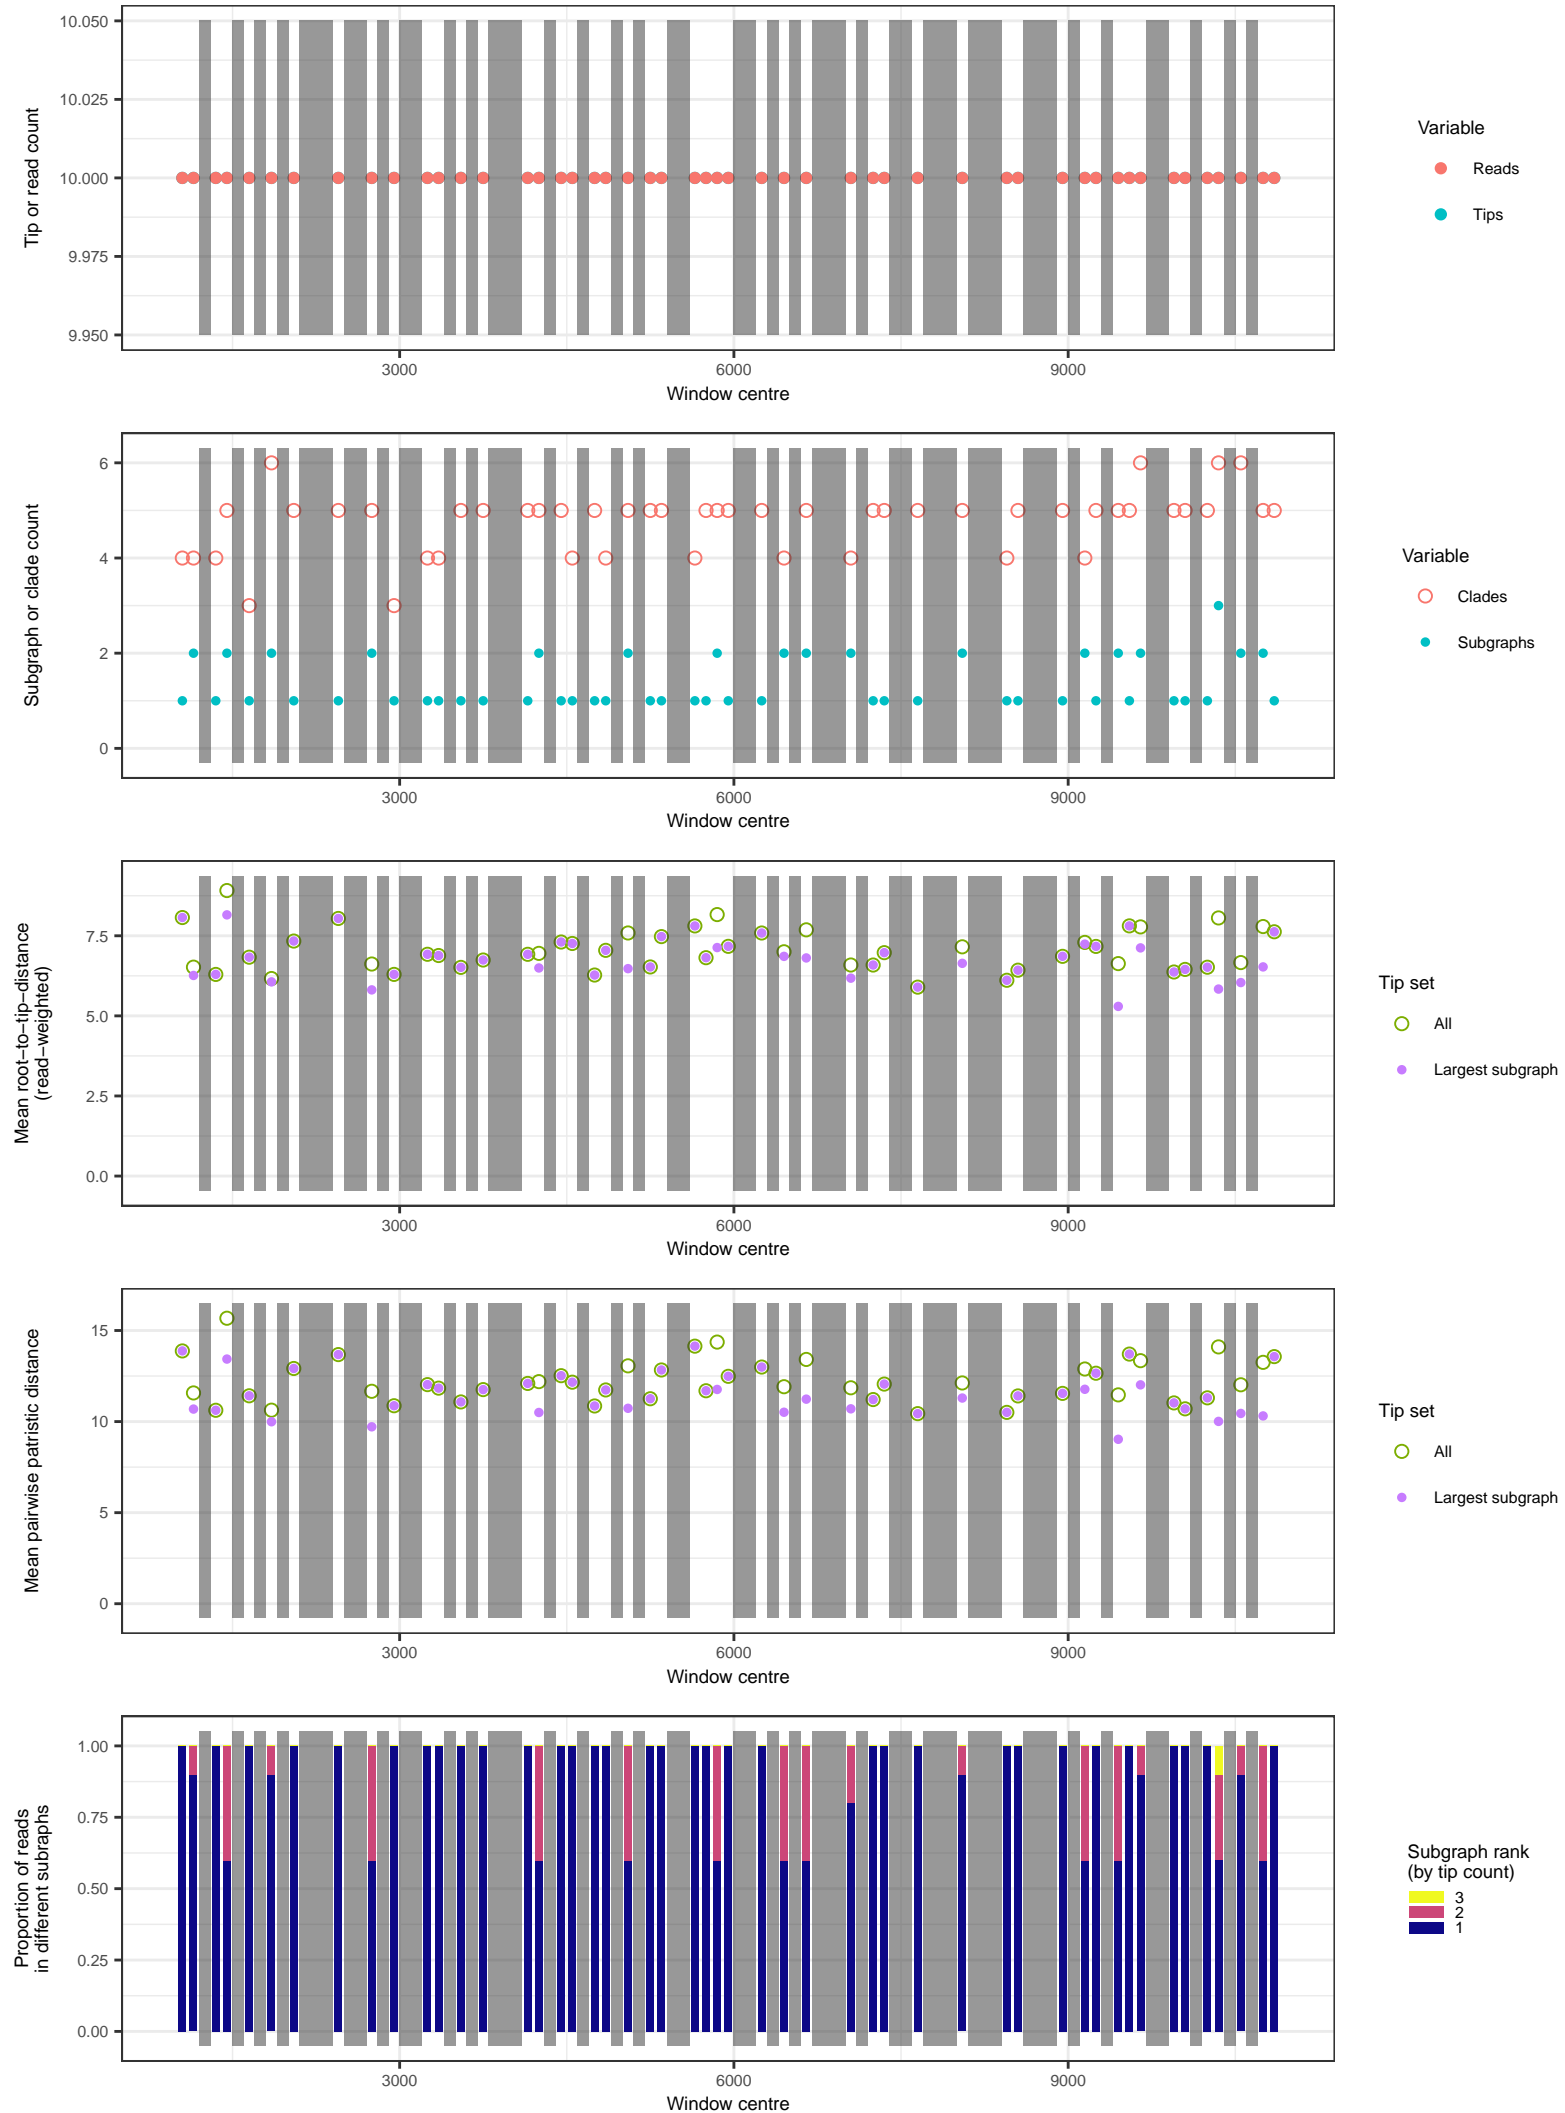 10.050
10.025
10.000
9.975
9.950
Tip or read count
3000
6000
9000
Window centre
Variable
Reads
Tips
6
4
2
0
Subgraph or clade count
3000
6000
9000
Window centre
Variable
Clades
Subgraphs
7.5
5.0
2.5
0.0
Mean root−to−tip−distance
(read−weighted)
3000
6000
9000
Window centre
Tip set
All
Largest subgraph
15
10
5
0
Mean pairwise patristic distance
3000
6000
9000
Window centre
Tip set
All
Largest subgraph
1.00
0.75
0.50
0.25
0.00
Proportion of reads
in different subraphs
3000
6000
9000
Window centre
Subgraph rank
(by tip count)
3
2
1